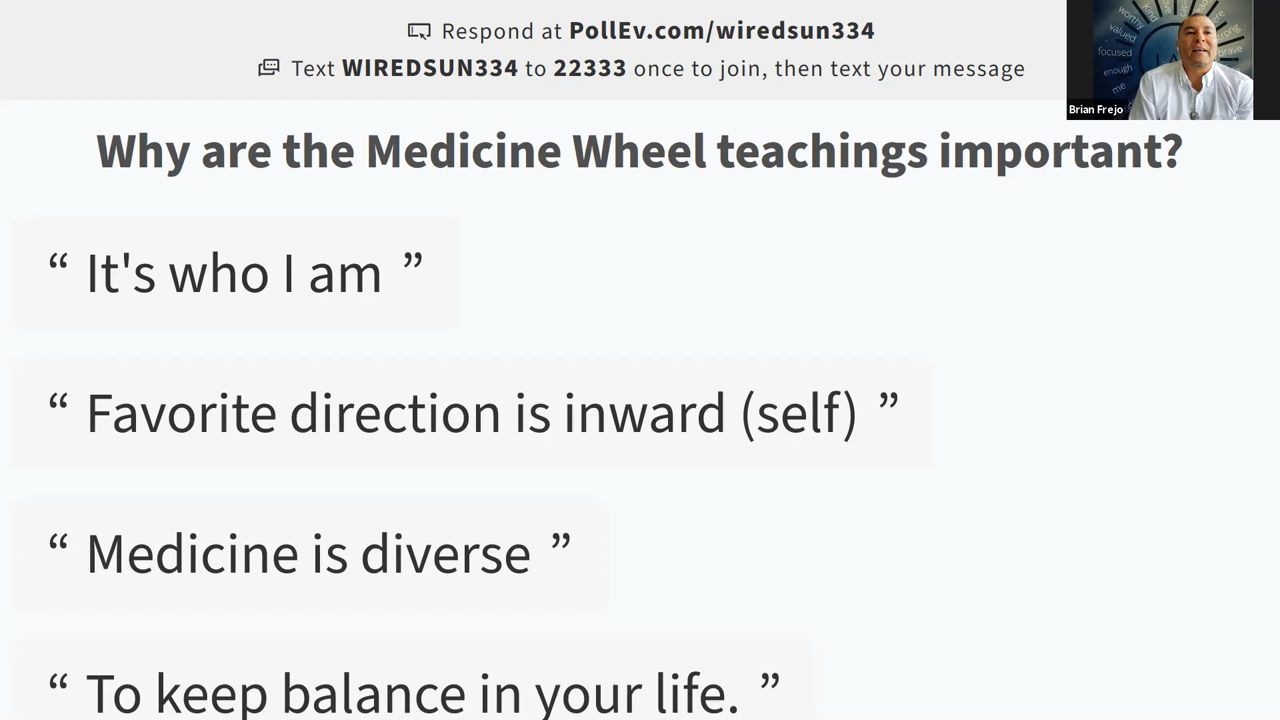 Respond at PollEv.com/wiredsun334
Text WIREDSUN334 to 22333 once to join, then text your message
Why are the Medicine Wheel teachings important?
“ It's who I am ”
“ Favorite direction is inward (self) ”
“ Medicine is diverse ”
“ To keep balance in your life. ”
worthy
valued
focused
enough
me
strong
brave
Brian Frejo